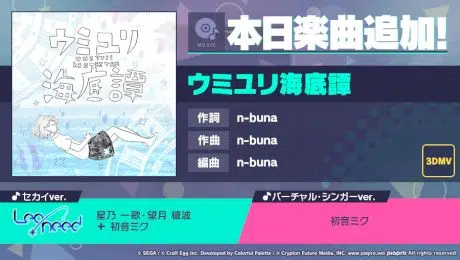 MUSIC
本日楽曲追加!
ウミユリ
UMIYURI
KAITEITAN
海底譚
ウミユリ海底譚
作詞 n-buna
作曲 n-buna
編曲 n-buna
3DMV
セカイver.
バーチャル・シンガーver.
Leo/need
星乃 一歌・望月 穂波
+ 初音ミク
初音ミク
© SEGA / © Craft Egg Inc. Developed by Colorful Palette / © Crypton Future Media, INC. www.piapro.net piapro All rights reserved.